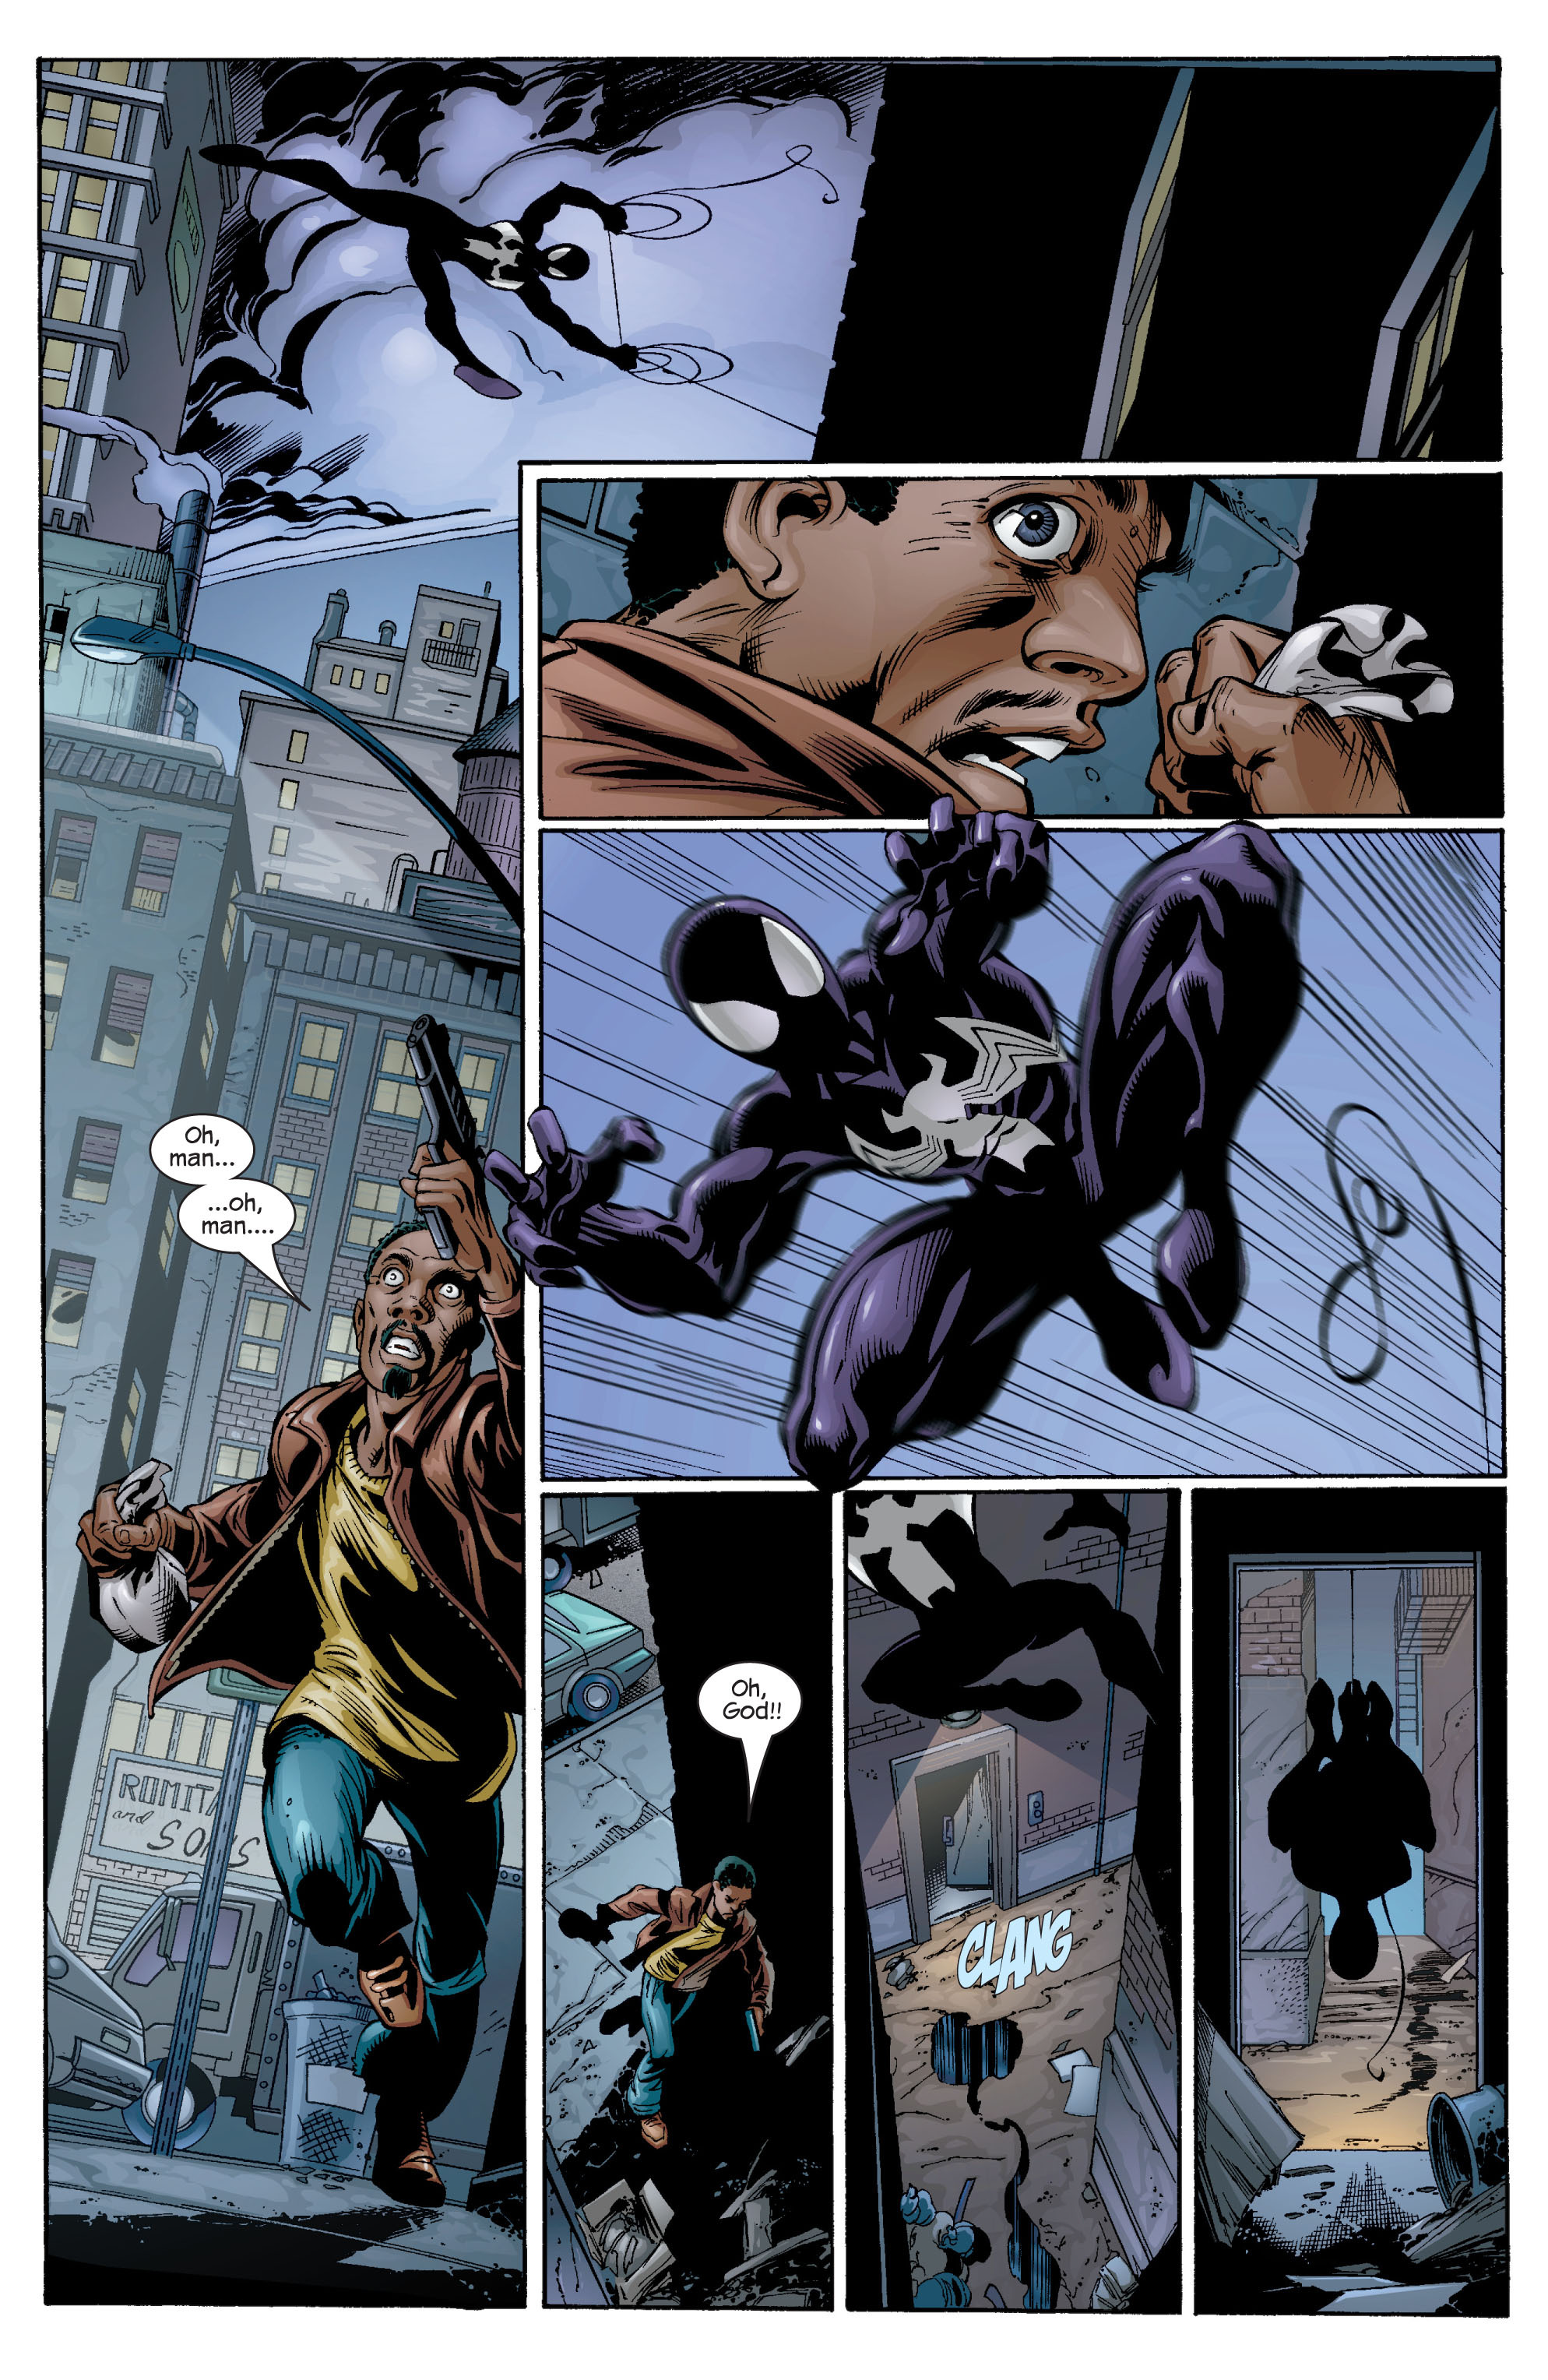 Oh,
man...
...oh,
man....
ROMITA
and
SONS
Oh,
God!!
CLANG